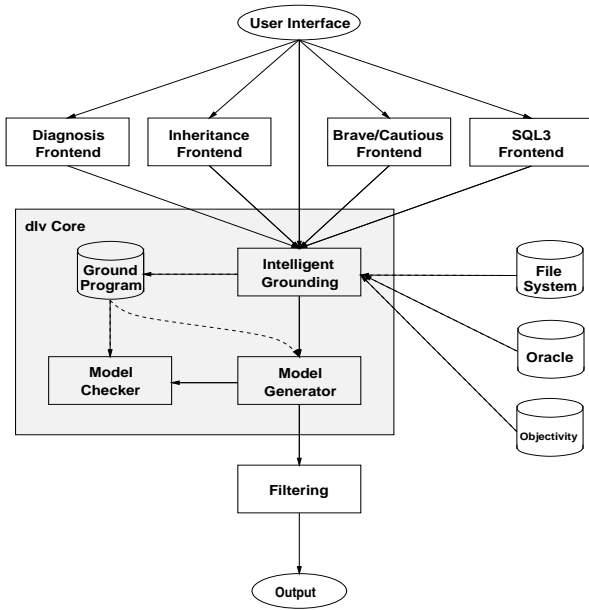 User Interface
Diagnosis
Frontend
Inheritance
Frontend
Brave/Cautious
Frontend
SQL3
Frontend
dlv Core
Ground
Program
Intelligent
Grounding
File
System
Model
Checker
Model
Generator
Oracle
Objectivity
Filtering
Output